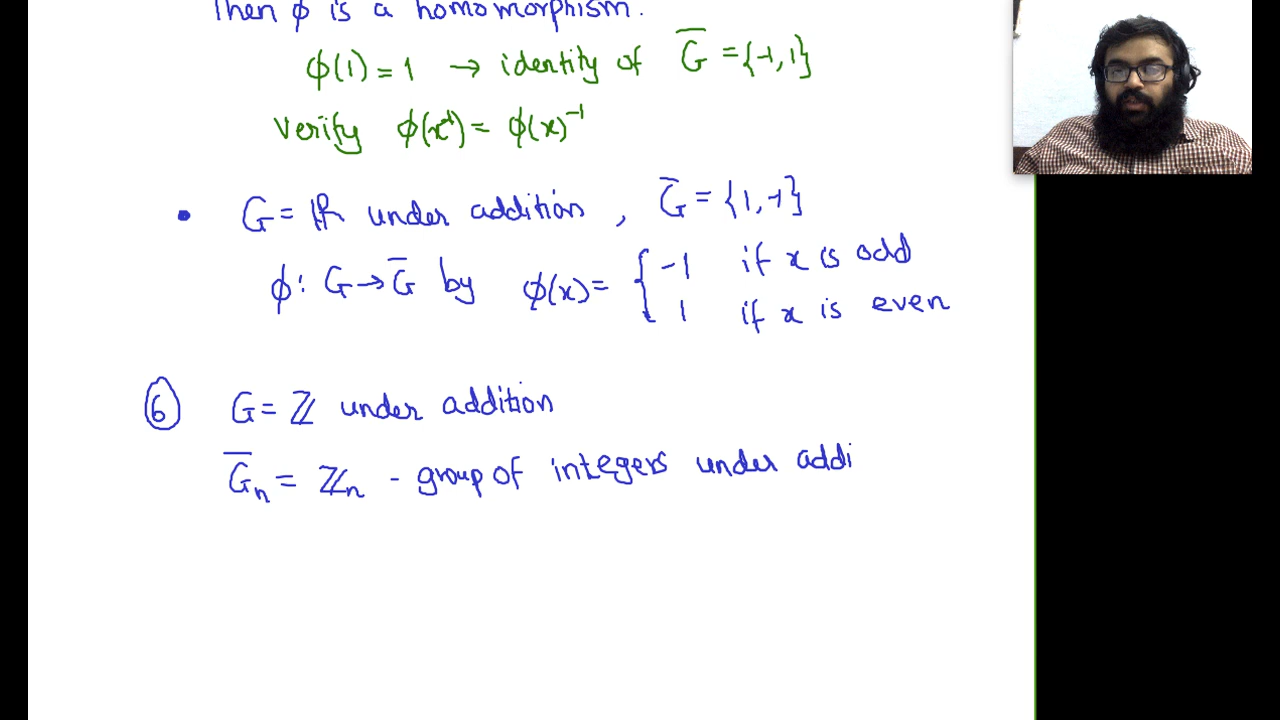 Then φ is a homomorphism.
φ(1) = 1 → identity of G̅ = {-1, 1}
Verify φ(x⁻¹) = φ(x)⁻¹
• G = ℝ under addition , G̅ = {1, -1}
φ: G → G̅ by φ(x) = { -1 if x is odd
1 if x is even
⑥ G = ℤ under addition
G̅ₙ = ℤₙ - group of integers under addi